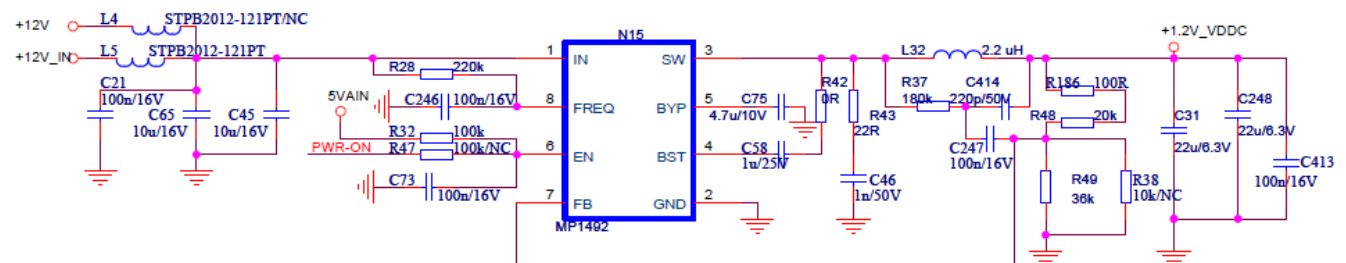 +12V
L4
STPB2012-121PT/NC
+12V_IN
L5
STPB2012-121PT
C21
100n/16V
C65
10u/16V
C45
10u/16V
R28
220k
5VAIN
C246
100n/16V
R32
100k
PWR-ON
R47
100k/NC
C73
100n/16V
N15
1
IN
SW
3
8
FREQ
BYP
5
6
EN
BST
4
7
FB
GND
2
MP1492
C75
4.7u/10V
C58
1u/25V
R42
0R
R43
22R
C46
1n/50V
L32
2.2 uH
R37
180k
C414
220p/50V
C247
100n/16V
+1.2V_VDDC
R186
100R
R48
20k
R49
36k
R38
10k/NC
C31
22u/6.3V
C248
22u/6.3V
C413
100n/16V